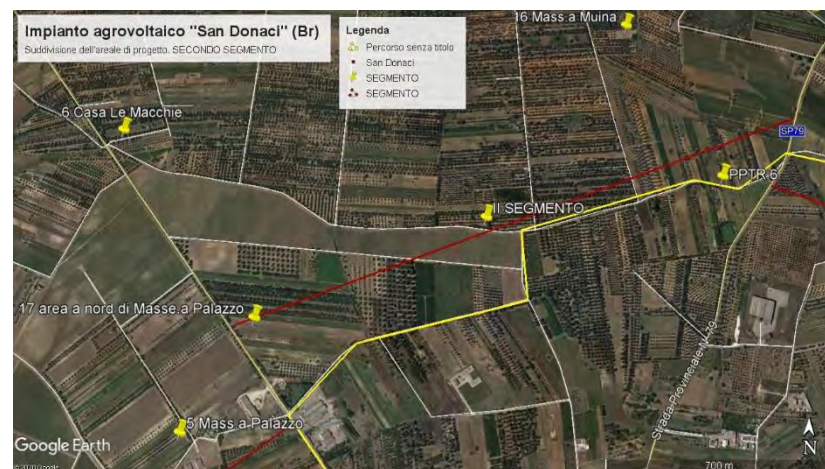 Impianto agrovoltaico "San Donaci" (Br)
Suddivisione dell'areale di progetto. SECONDO SEGMENTO
Legenda
Percorso senza titolo
San Donaci
SEGMENTO
SEGMENTO
16 Mass.a Muina
6 Casa Le Macchie
SP79
PPTR 6
II SEGMENTO
17 area a nord di Masse.a Palazzo
5 Mass a Palazzo
Strada Provinciale N 79
Google Earth
700 m
N